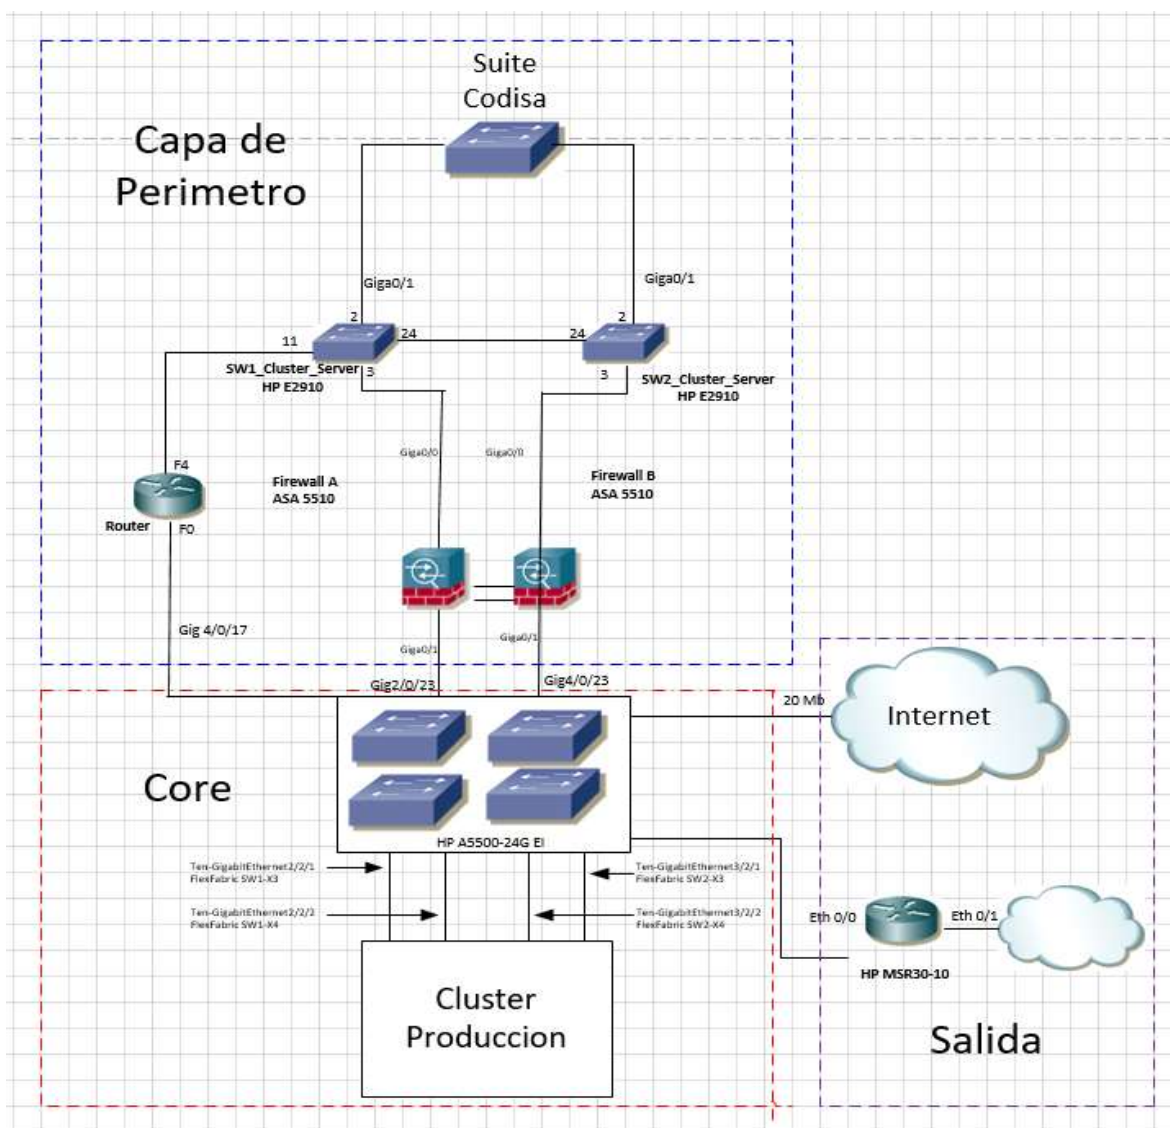 Suite
Codisa
Capa de
Perimetro
Giga0/1
Giga0/1
2
2
11
24
24
SW1_Cluster_Server
HP E2910
3
3
SW2_Cluster_Server
HP E2910
Giga0/0
Giga0/0
F4
Firewall A
ASA 5510
Firewall B
ASA 5510
Router
F0
Gig 4/0/17
Giga0/1
Giga0/1
Gig2/0/23
Gig4/0/23
20 Mb
Internet
Core
HP A5500-24G EI
Ten-GigabitEthernet2/2/1
FlexFabric SW1-X3
Ten-GigabitEthernet3/2/1
FlexFabric SW2-X3
Ten-GigabitEthernet2/2/2
FlexFabric SW1-X4
Ten-GigabitEthernet3/2/2
FlexFabric SW2-X4
Eth 0/0
Eth 0/1
HP MSR30-10
Cluster
Produccion
Salida